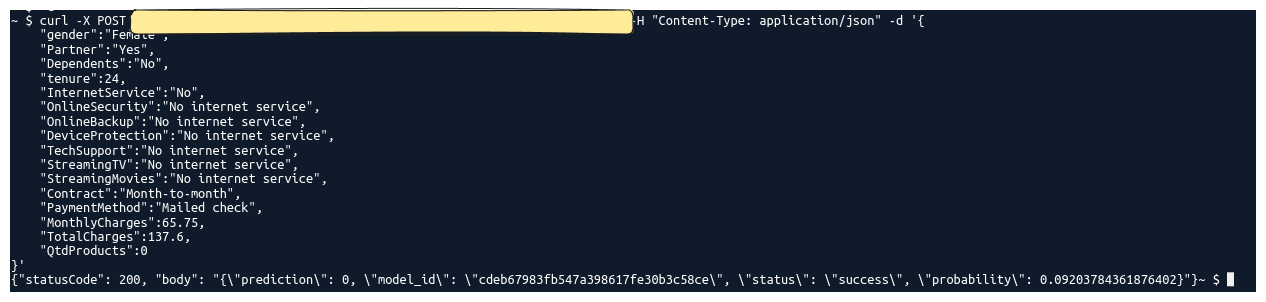 ~ $ curl -X POST -H "Content-Type: application/json" -d '{
    "gender":"Female",
    "Partner":"Yes",
    "Dependents":"No",
    "tenure":24,
    "InternetService":"No",
    "OnlineSecurity":"No internet service",
    "OnlineBackup":"No internet service",
    "DeviceProtection":"No internet service",
    "TechSupport":"No internet service",
    "StreamingTV":"No internet service",
    "StreamingMovies":"No internet service",
    "Contract":"Month-to-month",
    "PaymentMethod":"Mailed check",
    "MonthlyCharges":65.75,
    "TotalCharges":137.6,
    "QtdProducts":0
}'
{"statusCode": 200, "body": "{\"prediction\": 0, \"model_id\": \"cdeb67983fb547a398617fe30b3c58ce\", \"status\": \"success\", \"probability\": 0.09203784361876402}"}~ $